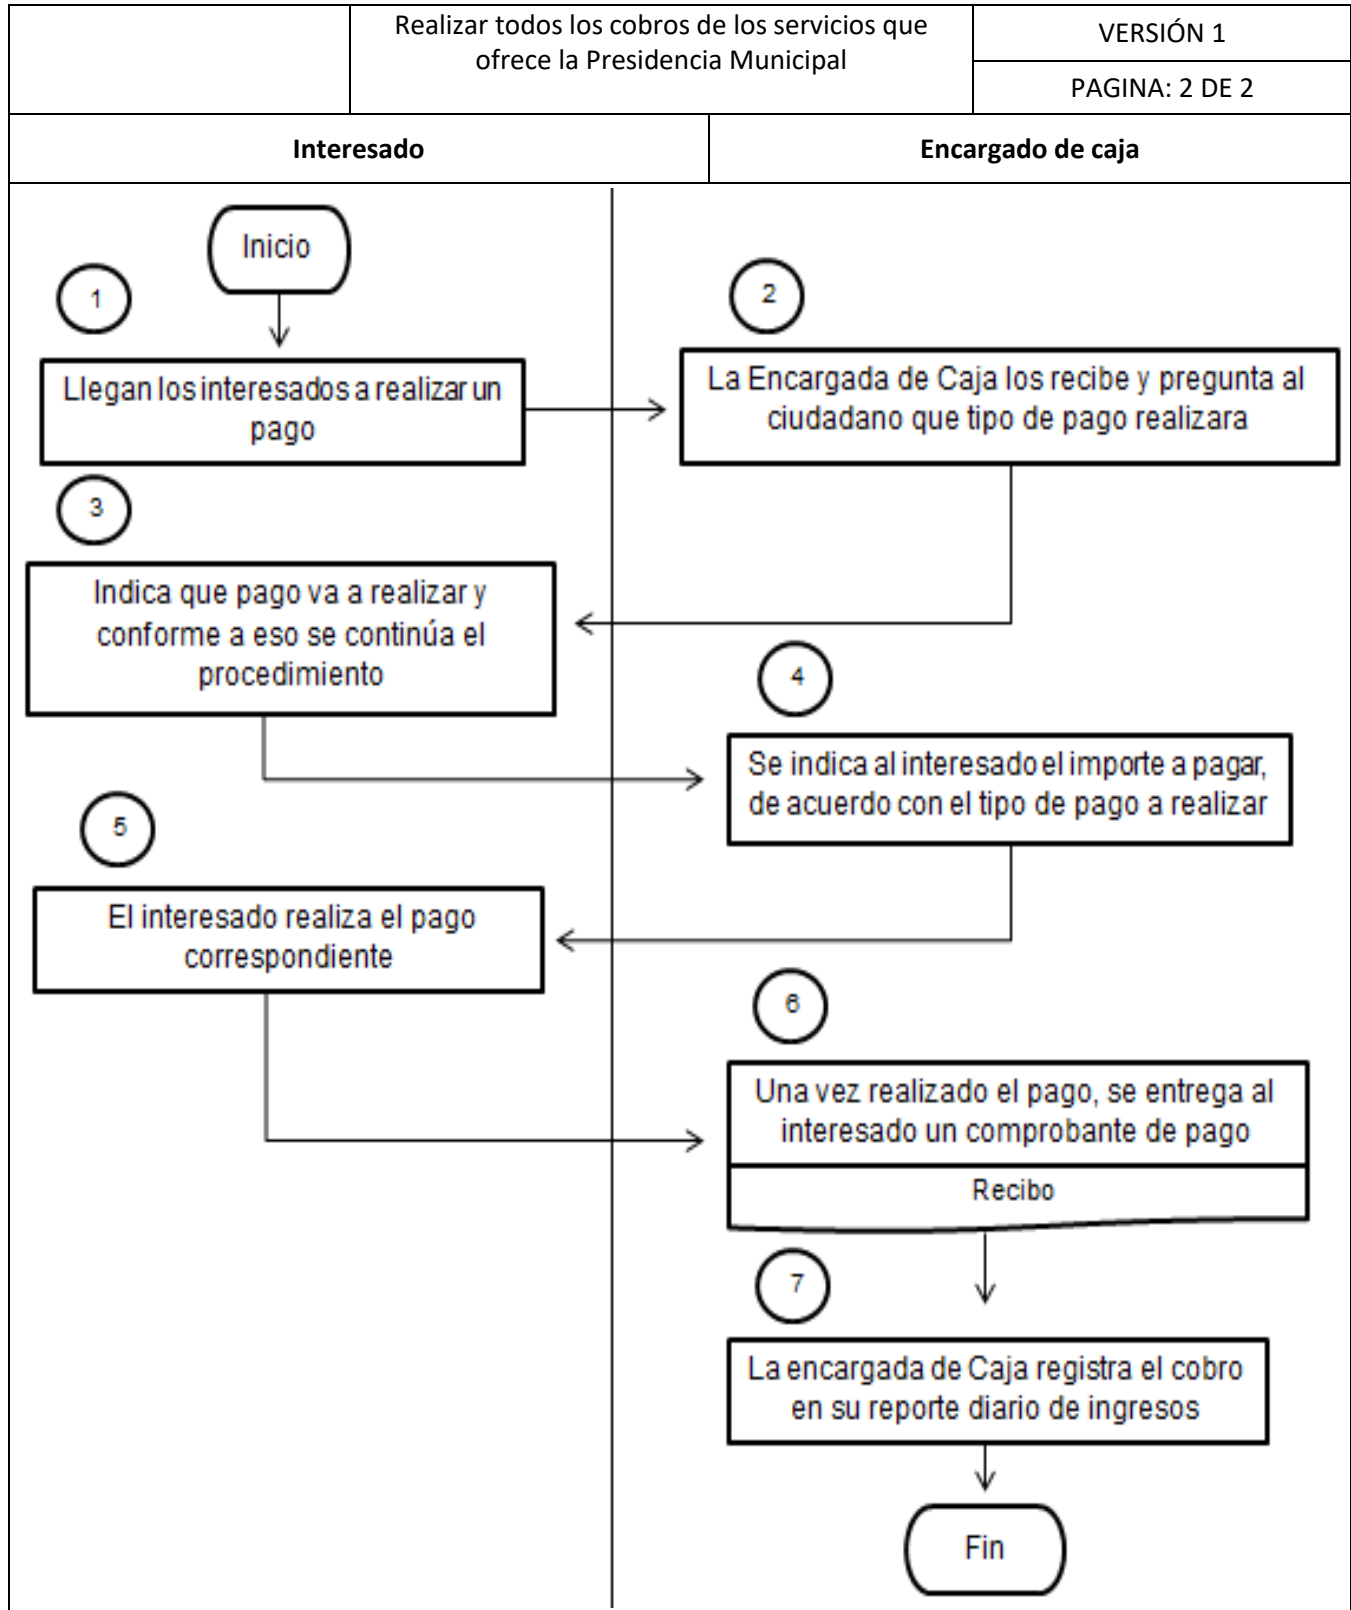 Realizar todos los cobros de los servicios que
ofrece la Presidencia Municipal
VERSIÓN 1
PAGINA: 2 DE 2
Interesado
Encargado de caja
Inicio
1
Llegan los interesados a realizar un
pago
2
La Encargada de Caja los recibe y pregunta al
ciudadano que tipo de pago realizara
3
Indica que pago va a realizar y
conforme a eso se continúa el
procedimiento
4
Se indica al interesado el importe a pagar,
de acuerdo con el tipo de pago a realizar
5
El interesado realiza el pago
correspondiente
6
Una vez realizado el pago, se entrega al
interesado un comprobante de pago
Recibo
7
La encargada de Caja registra el cobro
en su reporte diario de ingresos
Fin